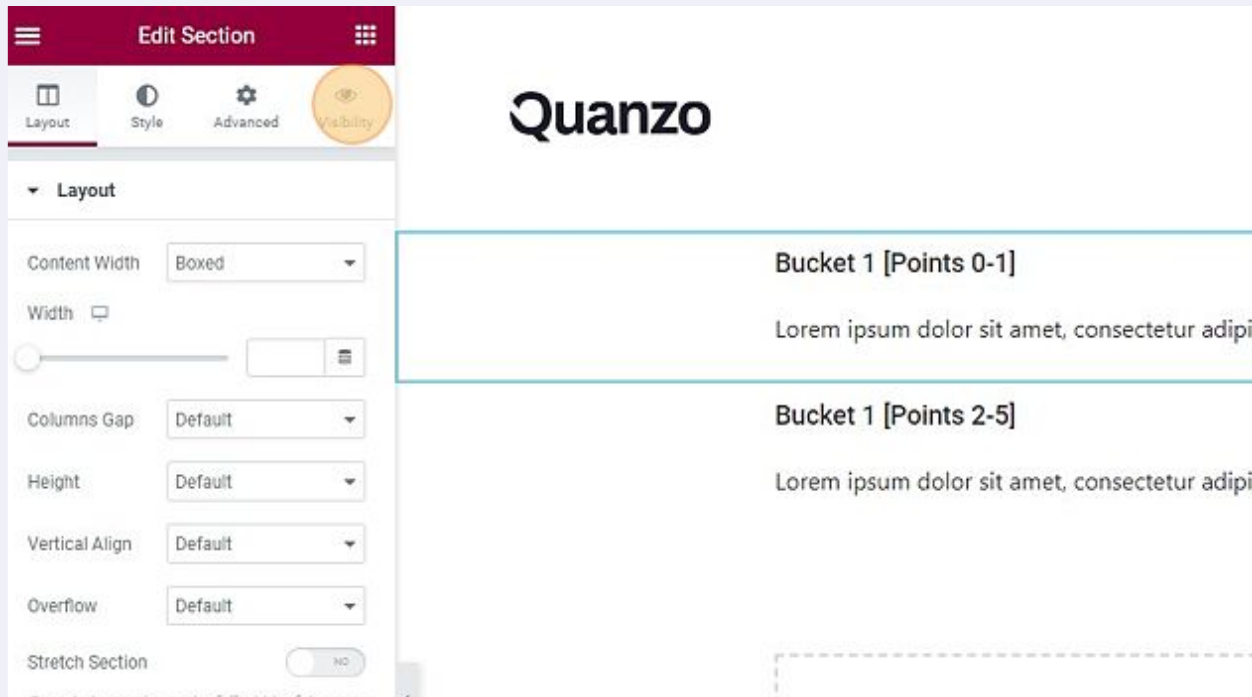 Edit Section
Layout
Style
Advanced
Visibility
Quanzo
Layout
Content Width
Boxed
Width
Columns Gap
Default
Height
Default
Vertical Align
Default
Overflow
Default
Stretch Section
NO
Bucket 1 [Points 0-1]
Lorem ipsum dolor sit amet, consectetur adipi
Bucket 1 [Points 2-5]
Lorem ipsum dolor sit amet, consectetur adipi